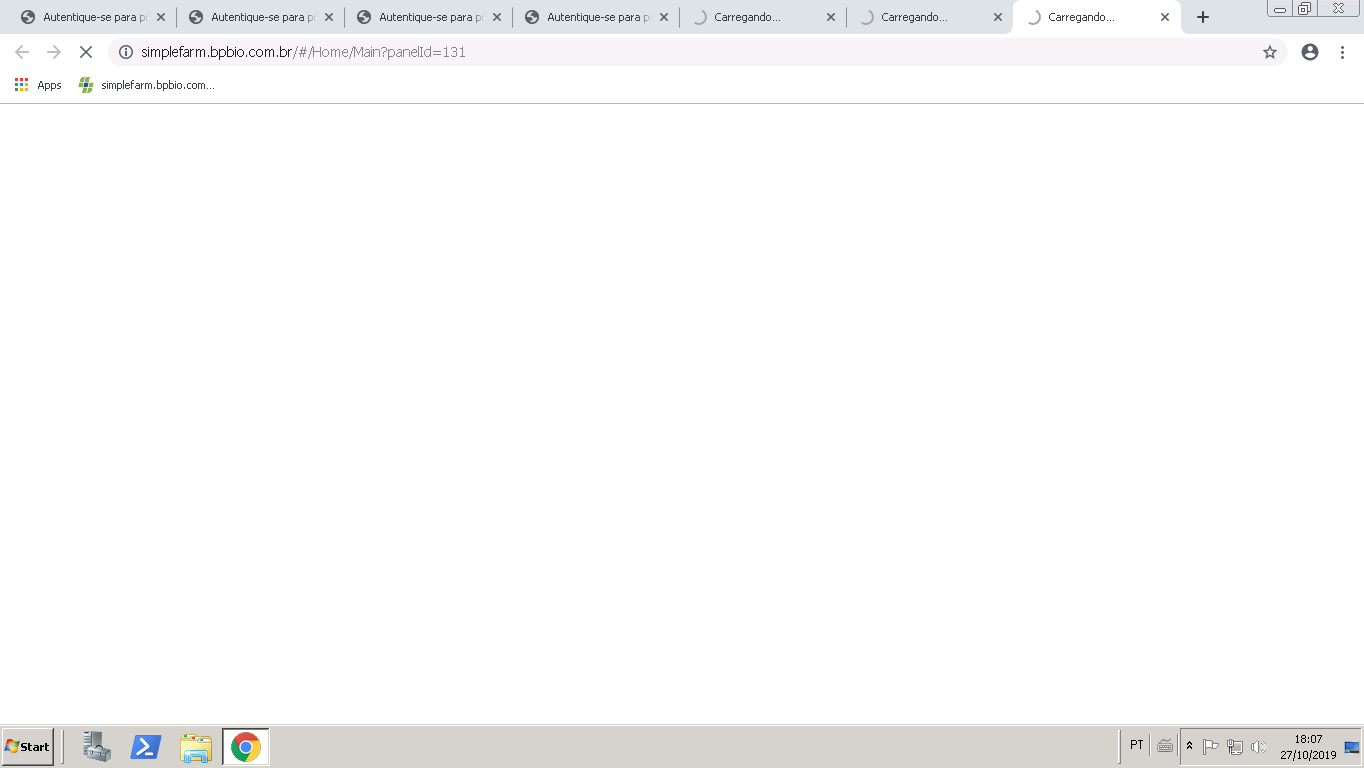 Autentique-se para p
Autentique-se para p
Autentique-se para p
Autentique-se para p
Carregando...
Carregando...
Carregando...
simplefarm.bpbio.com.br/#/Home/Main?panelId=131
Apps
simplefarm.bpbio.com...
Start
PT
18:07
27/10/2019